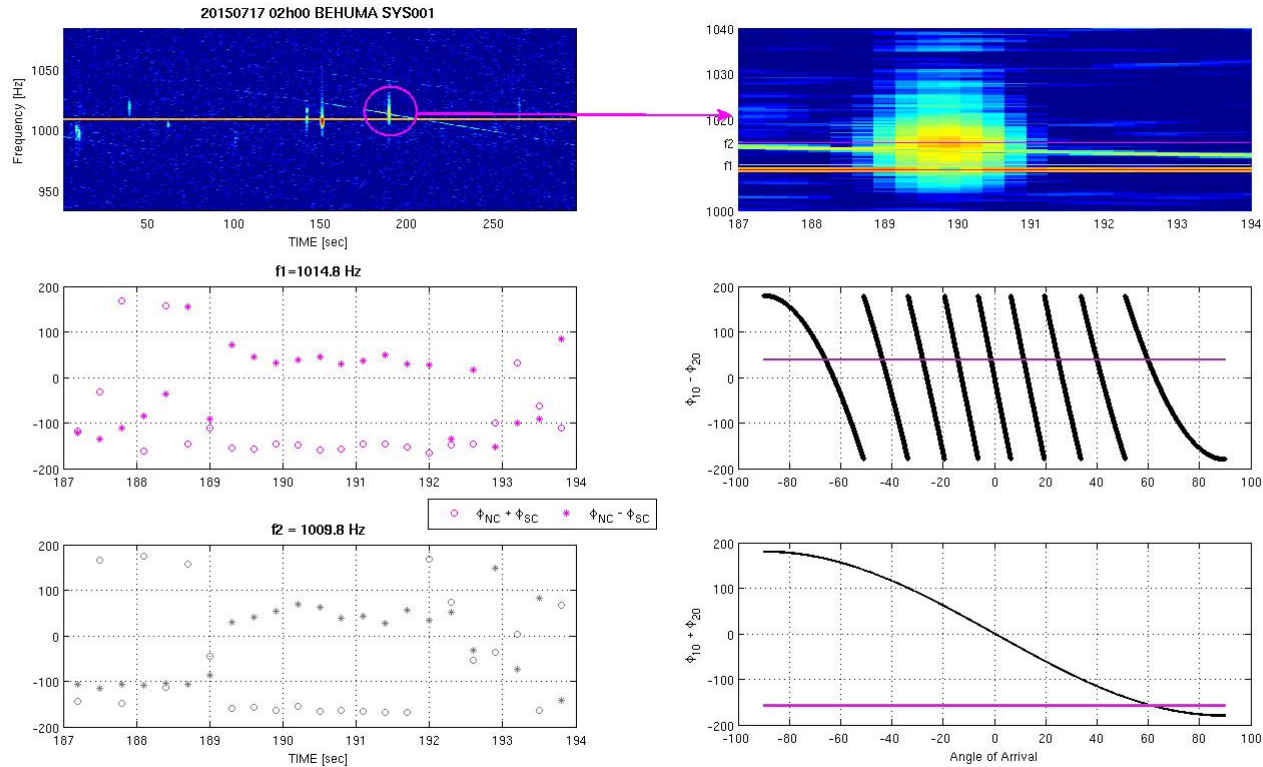 20150717 02h00 BEHUMA SYS001
1050
1000
950
Frequency [Hz]
50 100 150 200 250
TIME [sec]
1040
1030
1020
f2
f1
1000
187 188 189 190 191 192 193 194
f1=1014.8 Hz
200
100
0
-100
-200
187 188 189 190 191 192 193 194
ϕNC + ϕSC ϕNC - ϕSC
200
100
0
-100
-200
ϕ10 - ϕ20
-100 -80 -60 -40 -20 0 20 40 60 80 100
f2 = 1009.8 Hz
200
100
0
-100
-200
187 188 189 190 191 192 193 194
TIME [sec]
200
100
0
-100
-200
ϕ10 + ϕ20
-100 -80 -60 -40 -20 0 20 40 60 80 100
Angle of Arrival